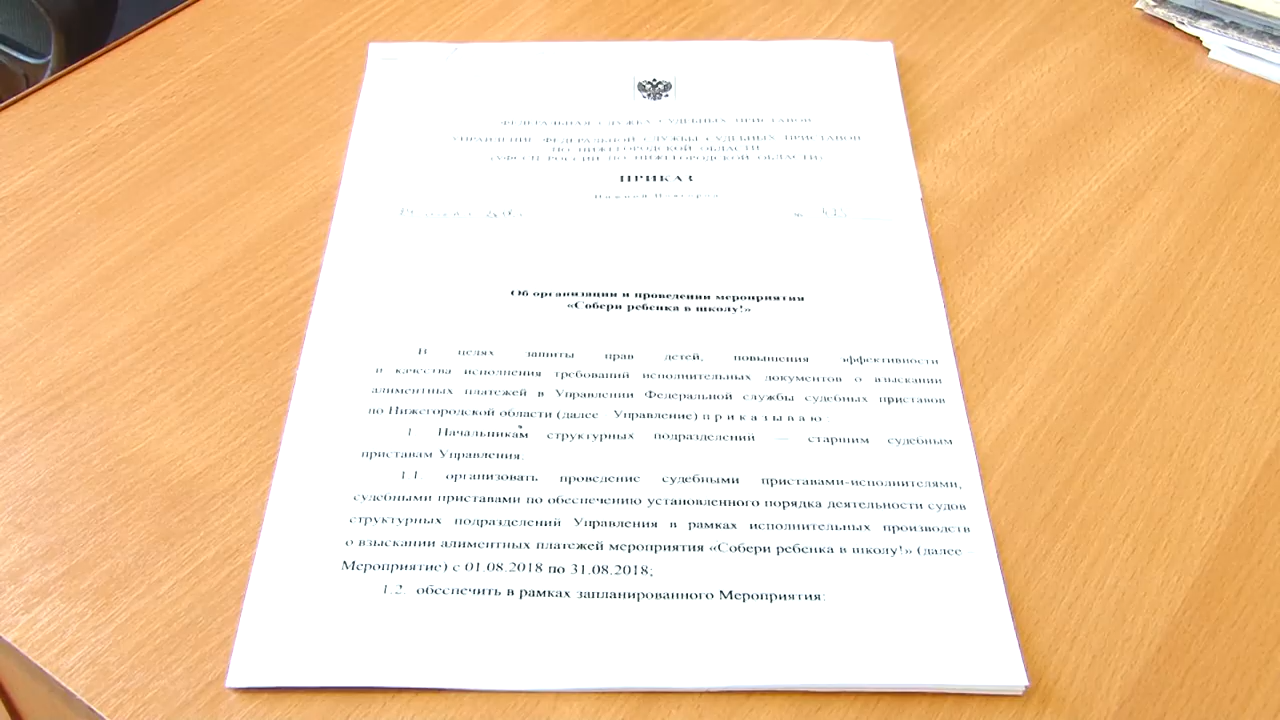 ФЕДЕРАЛЬНАЯ СЛУЖБА СУДЕБНЫХ ПРИСТАВОВ
УПРАВЛЕНИЕ ФЕДЕРАЛЬНОЙ СЛУЖБЫ СУДЕБНЫХ ПРИСТАВОВ
ПО НИЖЕГОРОДСКОЙ ОБЛАСТИ
(УФССП РОССИИ ПО НИЖЕГОРОДСКОЙ ОБЛАСТИ)
ПРИКАЗ
Нижний Новгород
№
Об организации и проведении мероприятия
«Собери ребенка в школу!»
В целях защиты прав детей, повышения эффективности
и качества исполнения требований исполнительных документов о взыскании
алиментных платежей в Управлении Федеральной службы судебных приставов
по Нижегородской области (далее Управление) п р и к а з ы в а ю :
1 Начальникам структурных подразделений — старшим судебным
приставам Управления:
1.1 организовать проведение судебными приставами-исполнителями,
судебными приставами по обеспечению установленного порядка деятельности судов
структурных подразделений Управления в рамках исполнительных производств
о взыскании алиментных платежей мероприятия «Собери ребенка в школу!» (далее –
Мероприятие) с 01.08.2018 по 31.08.2018;
1.2. обеспечить в рамках запланированного Мероприятия: